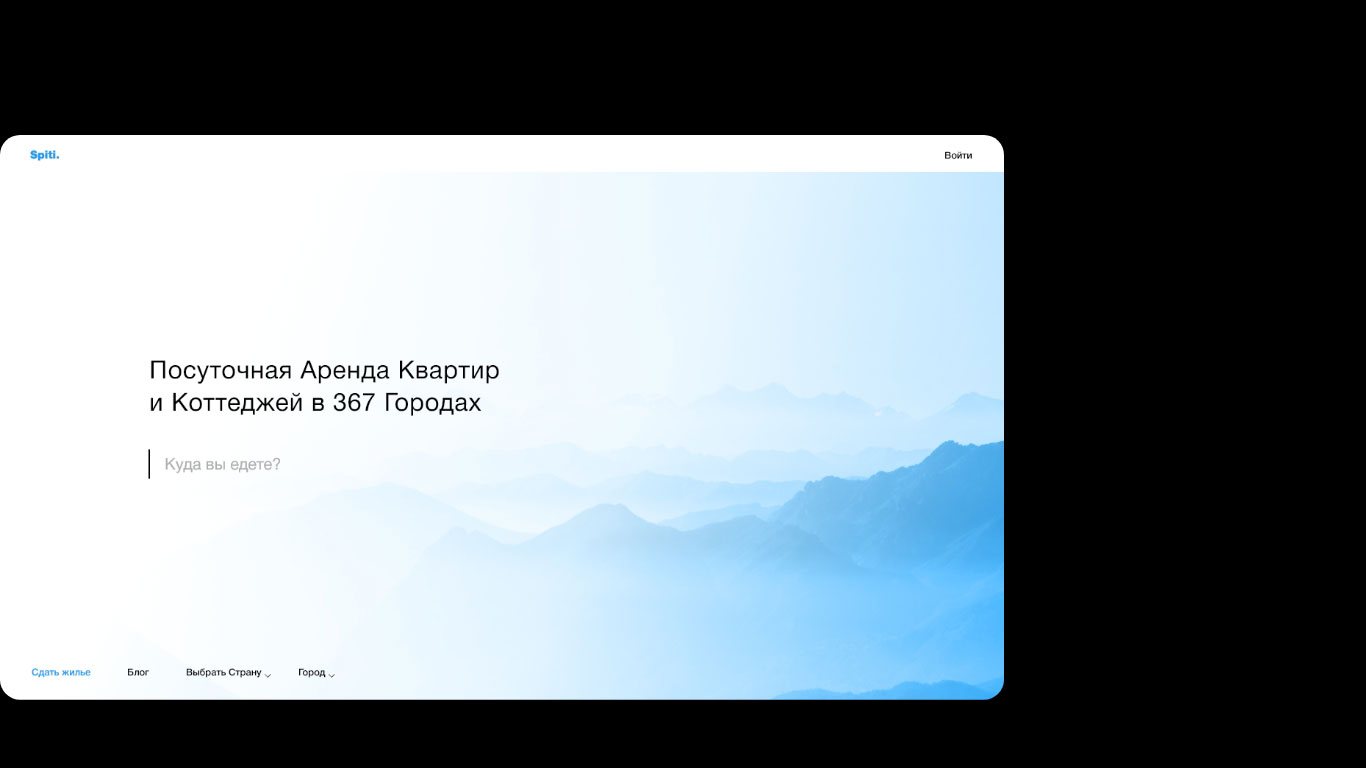 Spiti.
Войти
Посуточная Аренда Квартир
и Коттеджей в 367 Городах
Куда вы едете?
Сдать жилье
Блог
Выбрать Страну
Город